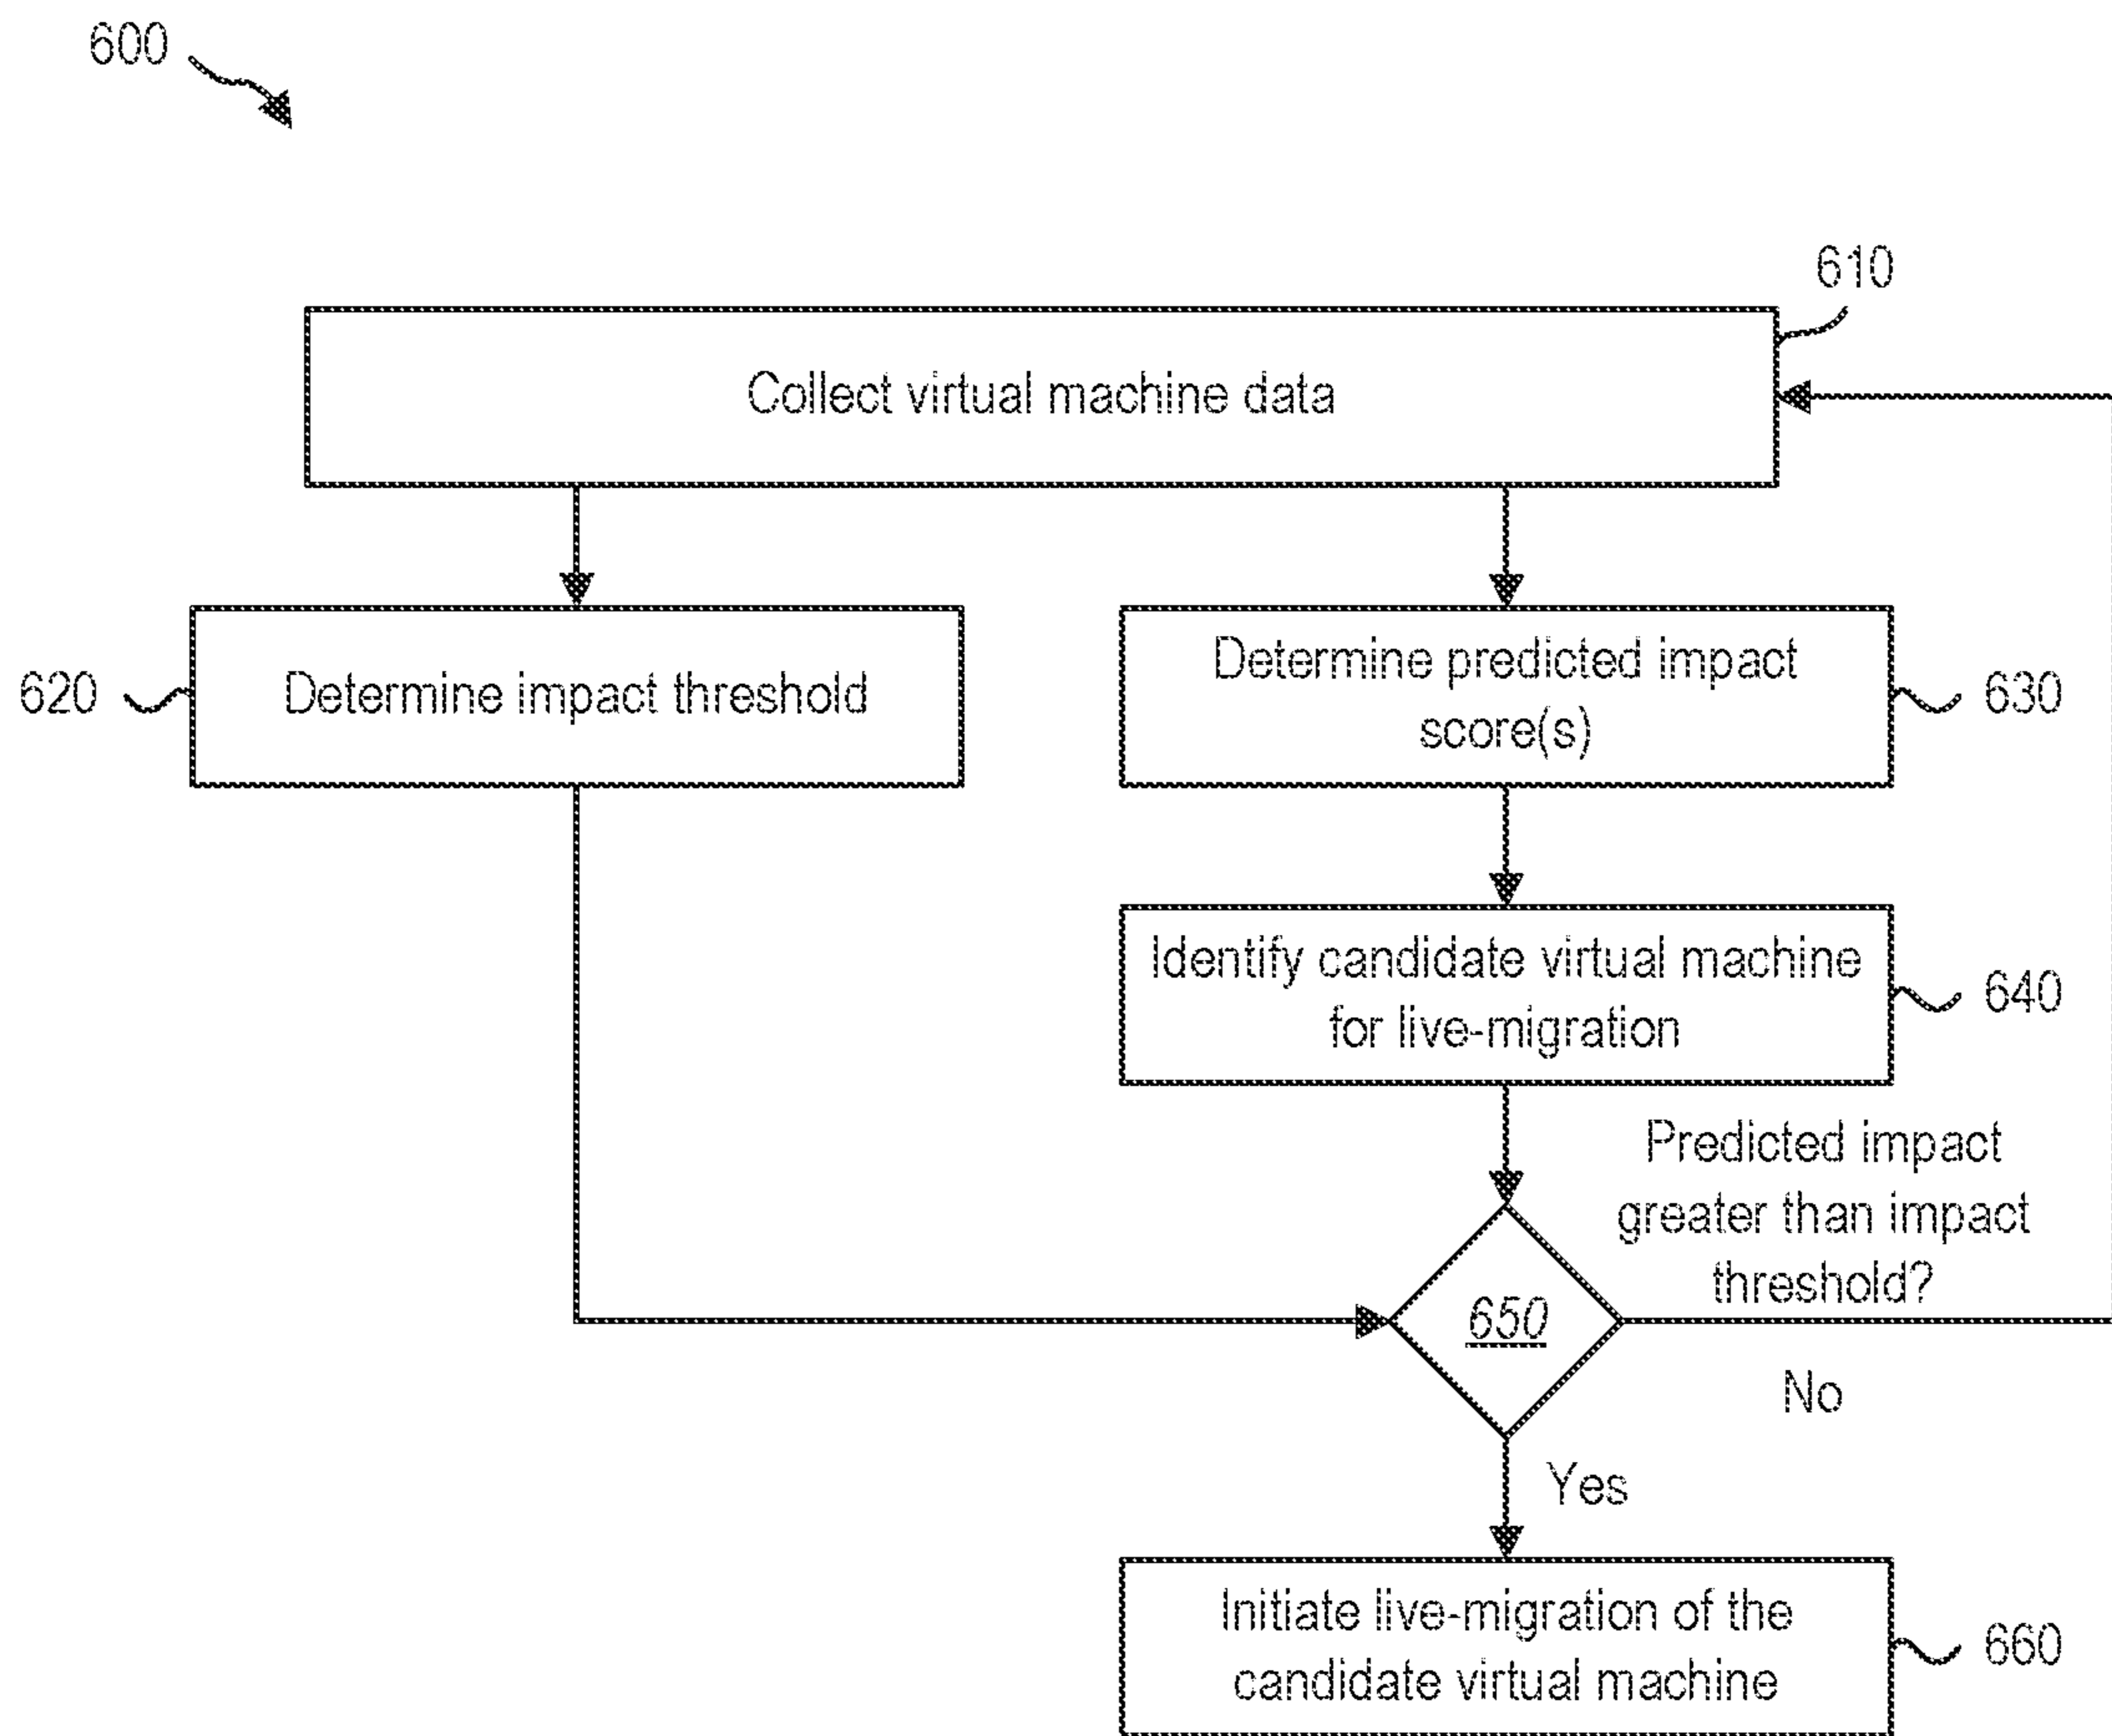 600
610
Collect virtual machine data
620
Determine impact threshold
Determine predicted impact
score(s)
630
Identify candidate virtual machine
for live-migration
640
Predicted impact
greater than impact
threshold?
650
No
Yes
Initiate live-migration of the
candidate virtual machine
660